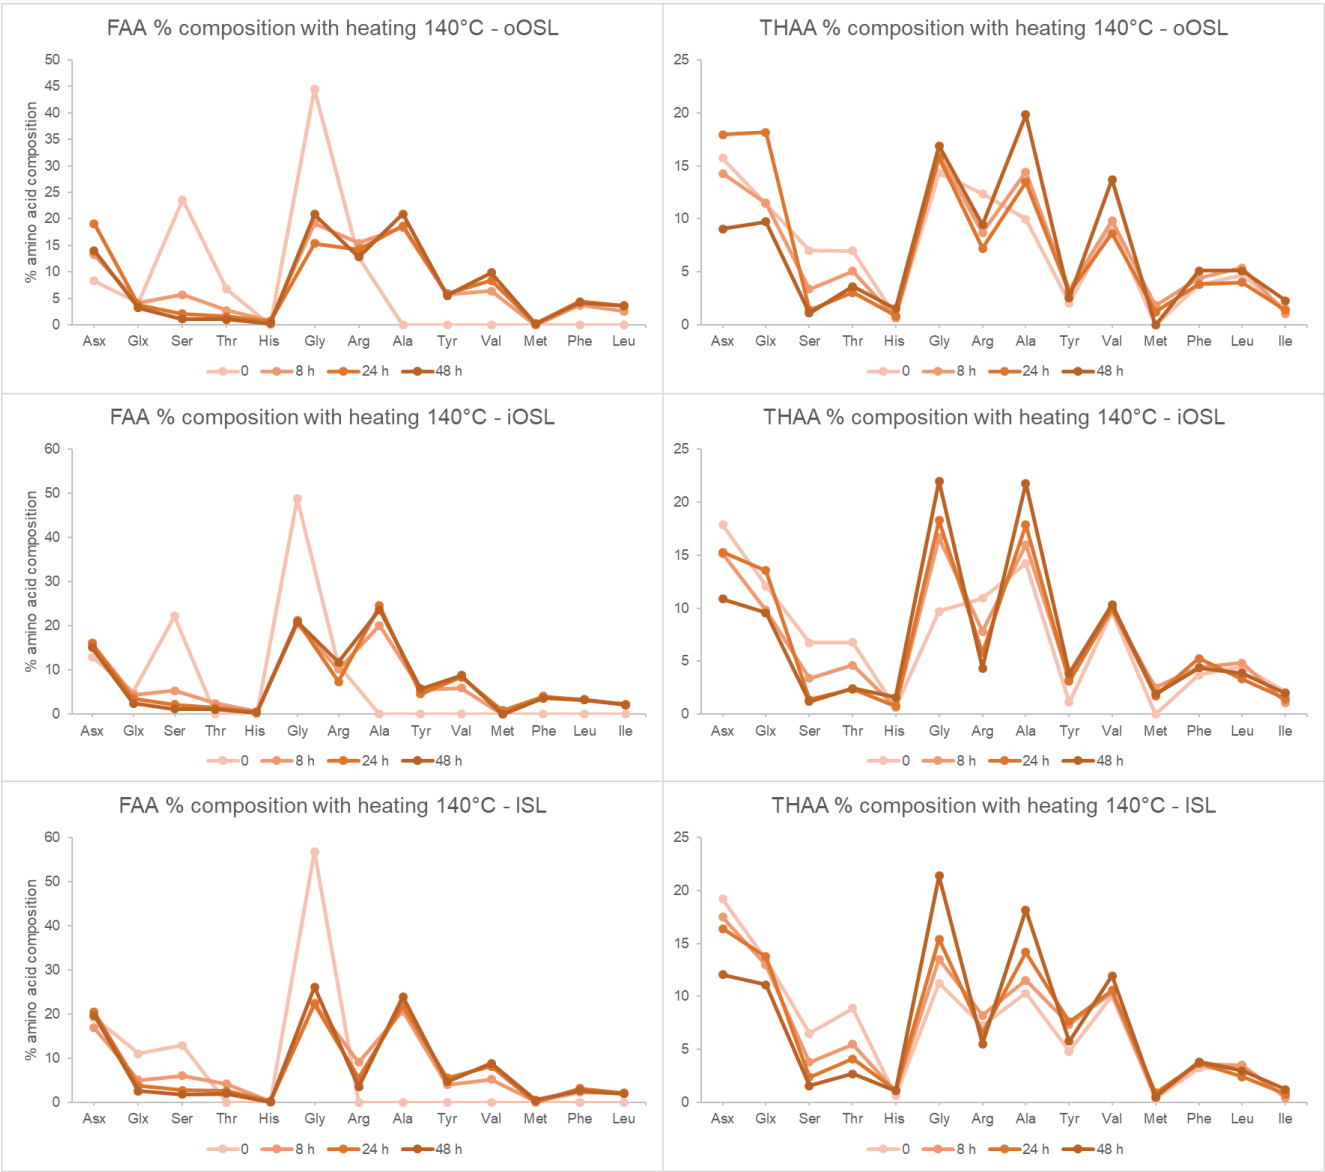 FAA % composition with heating 140°C - oOSL
% amino acid composition
50
45
40
35
30
25
20
15
10
5
0
Asx Glx Ser Thr His Gly Arg Ala Tyr Val Met Phe Leu
0 8 h 24 h 48 h
THAA % composition with heating 140°C - oOSL
25
20
15
10
5
0
Asx Glx Ser Thr His Gly Arg Ala Tyr Val Met Phe Leu Ile
0 8 h 24 h 48 h
FAA % composition with heating 140°C - iOSL
% amino acid composition
60
50
40
30
20
10
0
Asx Glx Ser Thr His Gly Arg Ala Tyr Val Met Phe Leu Ile
0 8 h 24 h 48 h
THAA % composition with heating 140°C - iOSL
25
20
15
10
5
0
Asx Glx Ser Thr His Gly Arg Ala Tyr Val Met Phe Leu Ile
0 8 h 24 h 48 h
FAA % composition with heating 140°C - ISL
% amino acid composition
60
50
40
30
20
10
0
Asx Glx Ser Thr His Gly Arg Ala Tyr Val Met Phe Leu
0 8 h 24 h 48 h
THAA % composition with heating 140°C - ISL
25
20
15
10
5
0
Asx Glx Ser Thr His Gly Arg Ala Tyr Val Met Phe Leu Ile
0 8 h 24 h 48 h